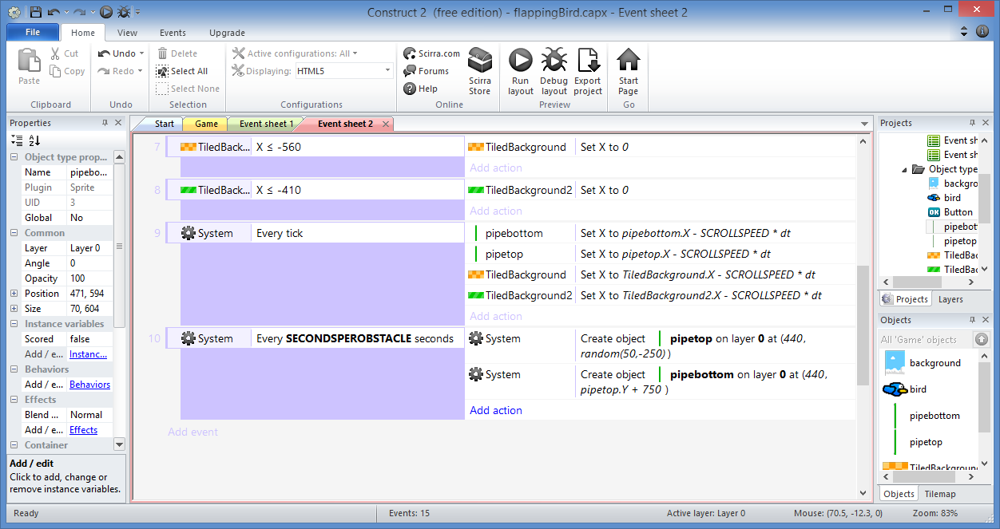 Construct 2 (free edition) - flappingBird.capx - Event sheet 2
File Home View Events Upgrade
Paste
Cut
Copy
Clipboard
Undo
Redo
Undo
Delete
Select All
Select None
Selection
Active configurations: All
Displaying: HTML5
Configurations
Scirra.com
Forums
Help
Scirra Store
Online
Run layout
Debug layout
Export project
Preview
Start Page
Go
Properties
Object type prop...
Name pipebo...
Plugin Sprite
UID 3
Global No
Common
Layer Layer 0
Angle 0
Opacity 100
Position 471, 594
Size 70, 604
Instance variables
Scored false
Add / e... Instanc...
Behaviors
Add / e... Behaviors
Effects
Blend ... Normal
Add / e... Effects
Container
Add / edit
Click to add, change or
remove instance variables.
Start Game Event sheet 1 Event sheet 2
7 TiledBack... X ≤ -560 TiledBackground Set X to 0
Add action
8 TiledBack... X ≤ -410 TiledBackground2 Set X to 0
Add action
9 System Every tick pipebottom Set X to pipebottom.X - SCROLLSPEED * dt
pipetop Set X to pipetop.X - SCROLLSPEED * dt
TiledBackground Set X to TiledBackground.X - SCROLLSPEED * dt
TiledBackground2 Set X to TiledBackground2.X - SCROLLSPEED * dt
Add action
10 System Every SECONDSPEROBSTACLE seconds System Create object pipetop on layer 0 at (440,
random(50,-250) )
System Create object pipebottom on layer 0 at (440,
pipetop.Y + 750 )
Add action
Add event
Projects
Event sh
Event sh
Object type
backgro
bird
OK Button
pipebott
pipetop
TiledBac
TiledBac
Projects Layers
Objects
All 'Game' objects
background
bird
pipebottom
pipetop
TiledBackground
Objects Tilemap
Ready Events: 15 Active layer: Layer 0 Mouse: (70.5, -12.3, 0) Zoom: 83%